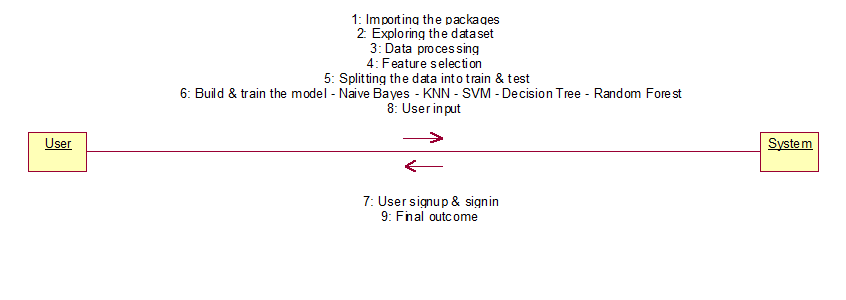 1: Importing the packages
2: Exploring the dataset
3: Data processing
4: Feature selection
5: Splitting the data into train & test
6: Build & train the model - Naive Bayes - KNN - SVM - Decision Tree - Random Forest
8: User input
User
System
7: User signup & signin
9: Final outcome